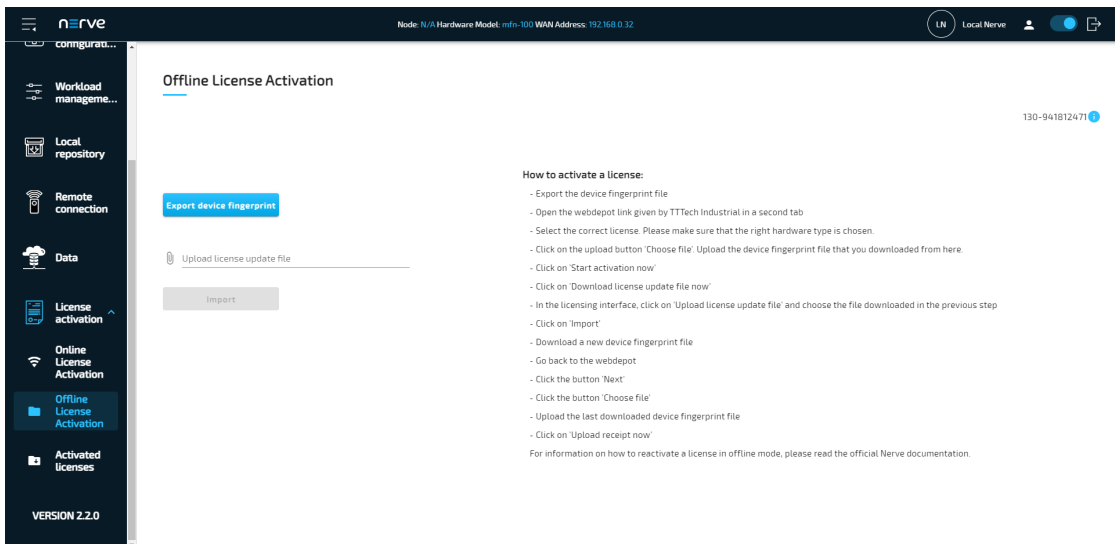 nerve
Node: N/A Hardware Model: mfn-100 WAN Address: 192.168.0.32
LN Local Nerve
configurati...
Workload
manageme...
Local
repository
Remote
connection
Data
License
activation
Online
License
Activation
Offline
License
Activation
Activated
licenses
VERSION 2.2.0
Offline License Activation
130-941812471 i
Export device fingerprint
Upload license update file
Import
How to activate a license:
- Export the device fingerprint file
- Open the webdepot link given by TTTech Industrial in a second tab
- Select the correct license. Please make sure that the right hardware type is chosen.
- Click on the upload button 'Choose file'. Upload the device fingerprint file that you downloaded from here.
- Click on 'Start activation now'
- Click on 'Download license update file now'
- In the licensing interface, click on 'Upload license update file' and choose the file downloaded in the previous step
- Click on 'Import'
- Download a new device fingerprint file
- Go back to the webdepot
- Click the button 'Next'
- Click the button 'Choose file'
- Upload the last downloaded device fingerprint file
- Click on 'Upload receipt now'
For information on how to reactivate a license in offline mode, please read the official Nerve documentation.